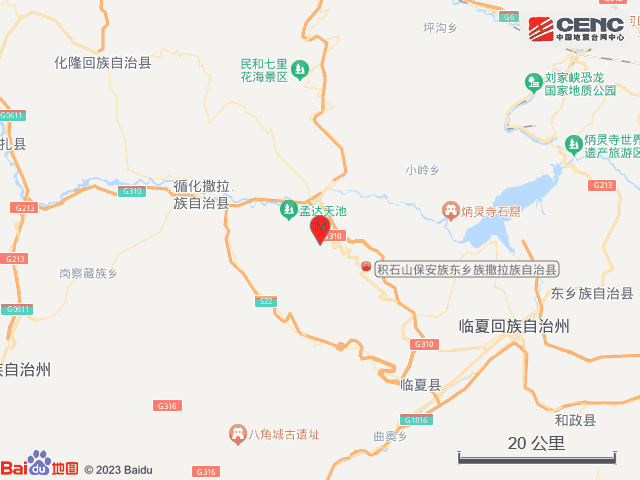 G6
坪沟乡
CENC
中国地震台网中心
化隆回族自治县
民和七里
花海景区
刘家峡恐龙
国家地质公园
G0611
扎县
炳灵寺世界
遗产旅游区
小岭乡
G310
循化撒拉
族自治县
G213
G213
孟达天池
炳灵寺石窟
M
G310
G213
岗察藏族乡
积石山保安族东乡族撒拉族自治县
东乡族自治县
S22
G0611
临夏回族自治州
G310
族自治州
临夏县
G316
G1816
和政县
八角城古遗址
曲奥乡
20 公里
Bai du 地图
© 2023 Baidu
G316